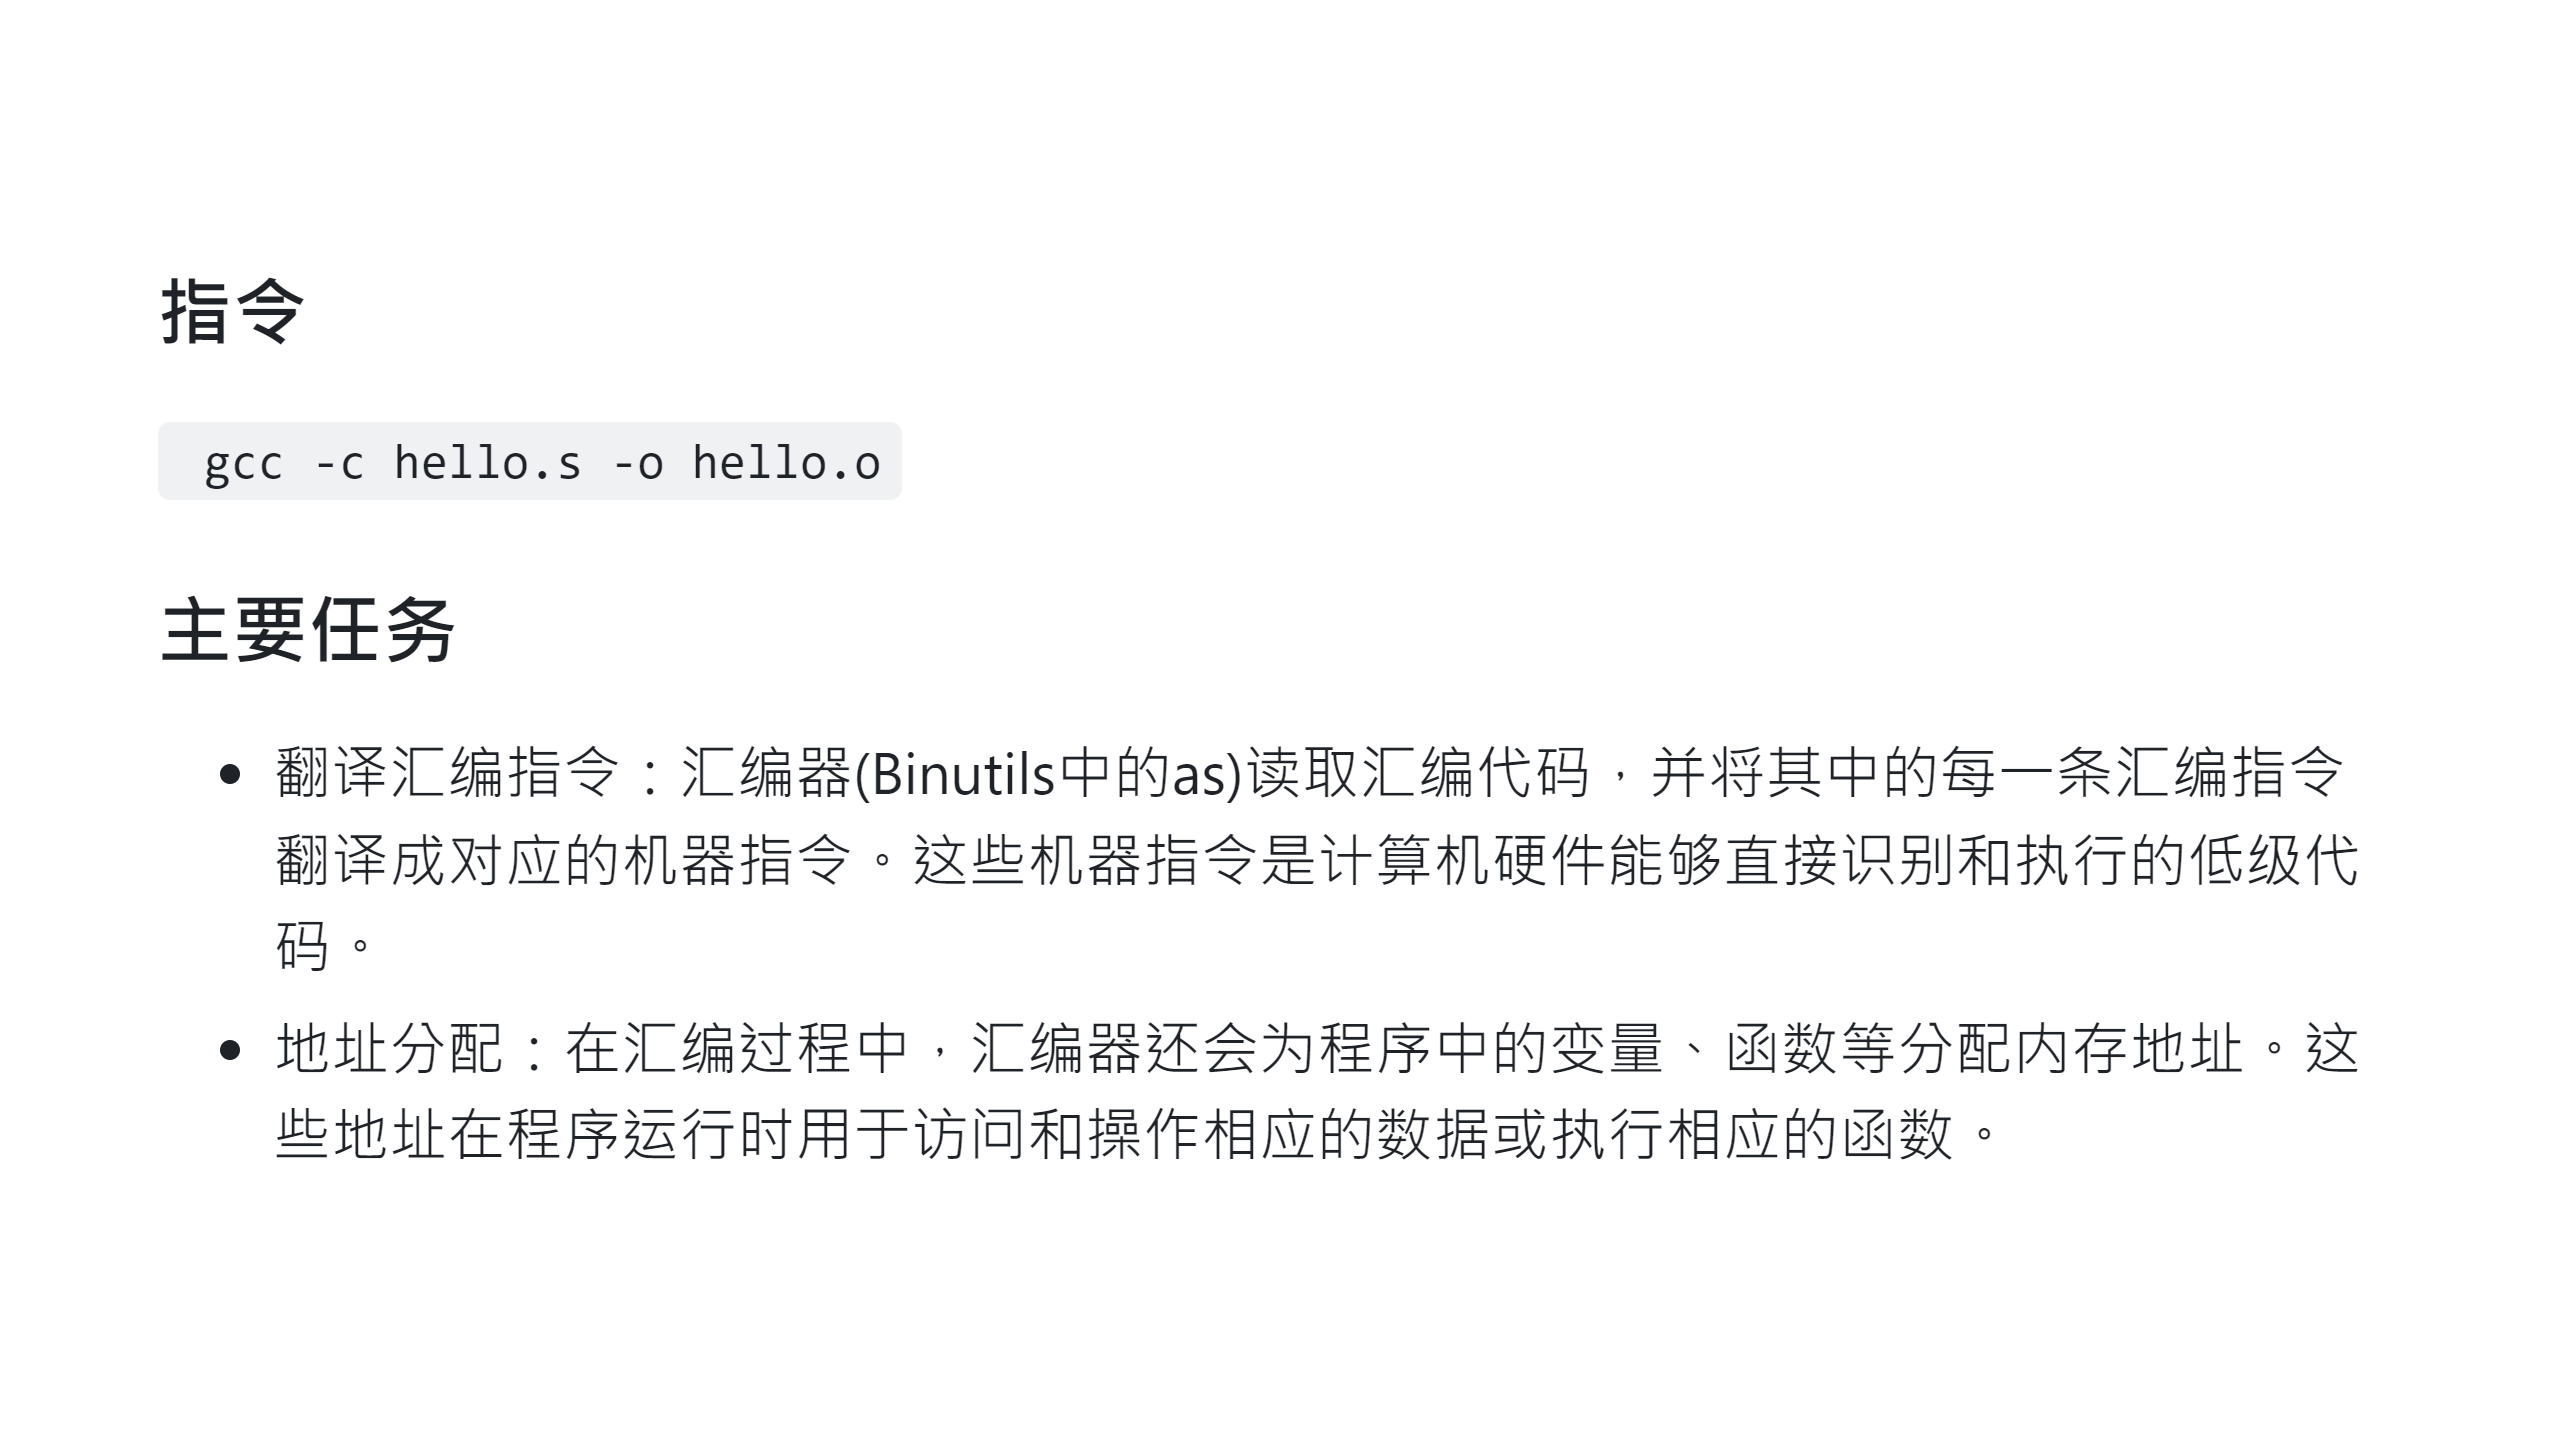 指令
gcc -c hello.s -o hello.o
主要任务
• 翻译汇编指令：汇编器(Binutils中的as)读取汇编代码，并将其中的每一条汇编指令
翻译成对应的机器指令。这些机器指令是计算机硬件能够直接识别和执行的低级代
码。
• 地址分配：在汇编过程中，汇编器还会为程序中的变量、函数等分配内存地址。这
些地址在程序运行时用于访问和操作相应的数据或执行相应的函数。